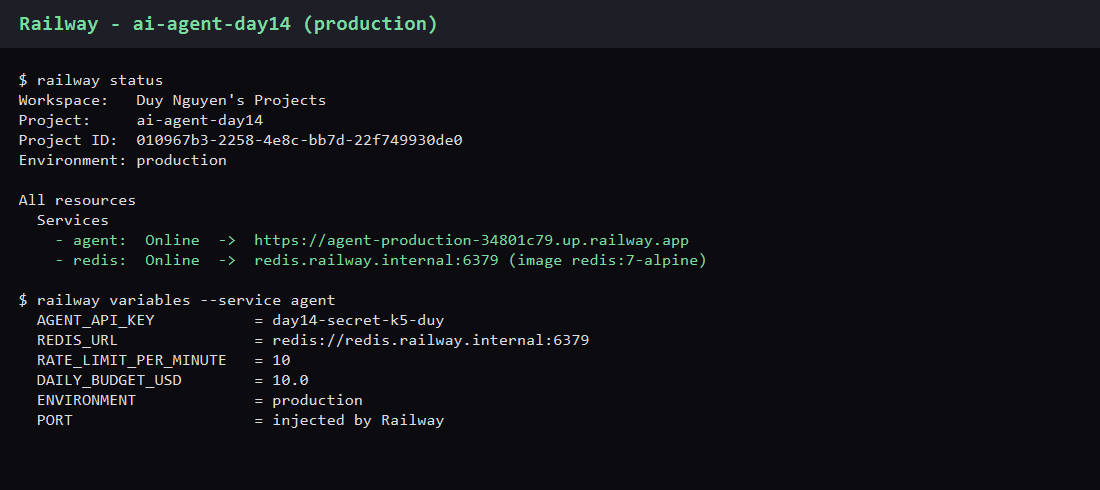 Railway - ai-agent-day14 (production)
$ railway status
Workspace:   Duy Nguyen's Projects
Project:     ai-agent-day14
Project ID:  010967b3-2258-4e8c-bb7d-22f749930de0
Environment: production
All resources
  Services
    - agent:  Online  ->  https://agent-production-34801c79.up.railway.app
    - redis:  Online  ->  redis.railway.internal:6379 (image redis:7-alpine)
$ railway variables --service agent
  AGENT_API_KEY           = day14-secret-k5-duy
  REDIS_URL               = redis://redis.railway.internal:6379
  RATE_LIMIT_PER_MINUTE   = 10
  DAILY_BUDGET_USD        = 10.0
  ENVIRONMENT             = production
  PORT                    = injected by Railway